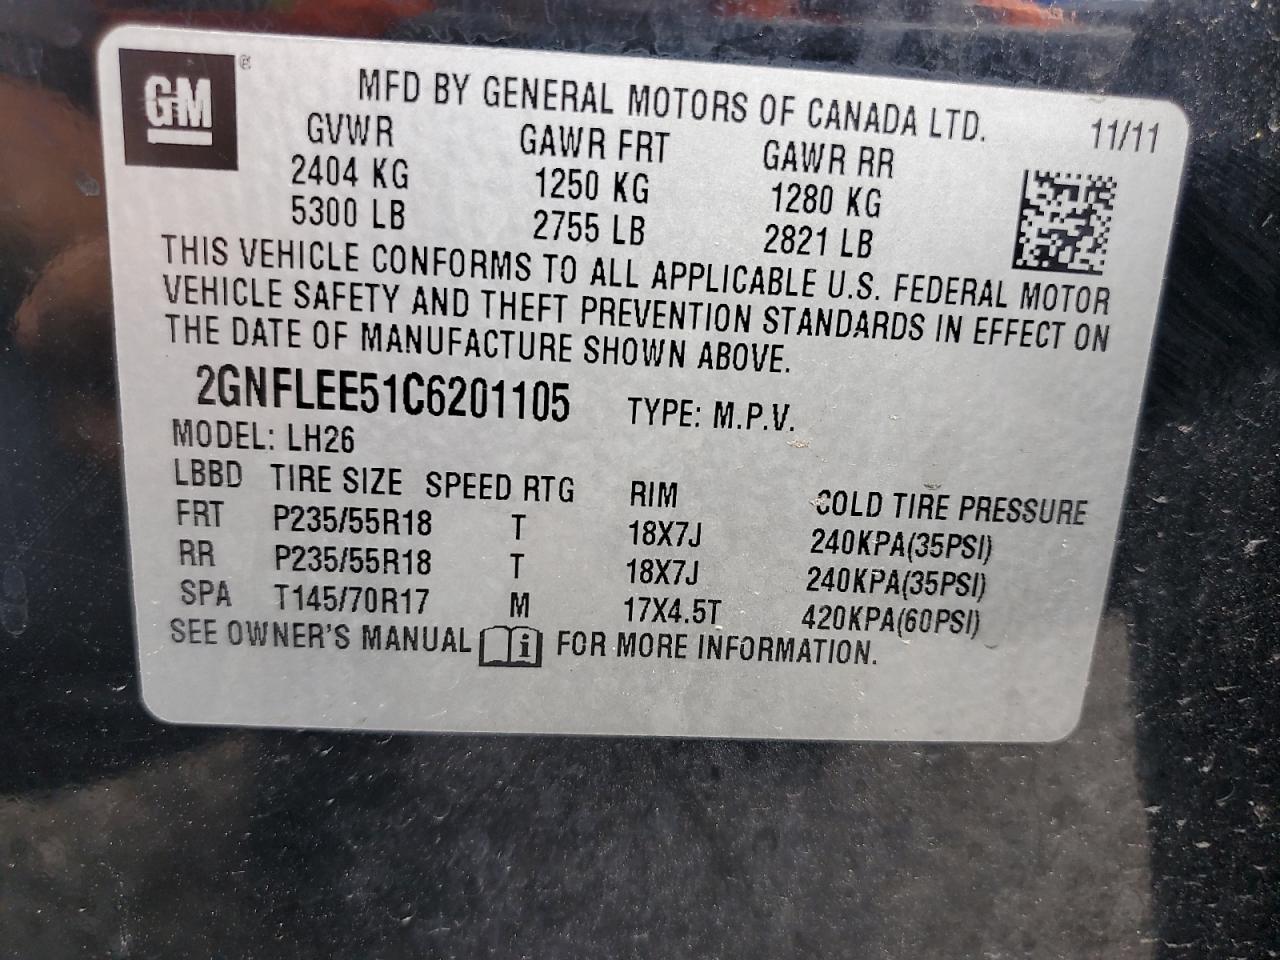 GM ®
MFD BY GENERAL MOTORS OF CANADA LTD. 11/11
GVWR GAWR FRT GAWR RR
2404 KG 1250 KG 1280 KG
5300 LB 2755 LB 2821 LB
THIS VEHICLE CONFORMS TO ALL APPLICABLE U.S. FEDERAL MOTOR
VEHICLE SAFETY AND THEFT PREVENTION STANDARDS IN EFFECT ON
THE DATE OF MANUFACTURE SHOWN ABOVE.
2GNFLEE51C6201105 TYPE: M.P.V.
MODEL: LH26
LBBD TIRE SIZE SPEED RTG RIM COLD TIRE PRESSURE
FRT P235/55R18 T 18X7J 240KPA(35PSI)
RR P235/55R18 T 18X7J 240KPA(35PSI)
SPA T145/70R17 M 17X4.5T 420KPA(60PSI)
SEE OWNER'S MANUAL i FOR MORE INFORMATION.